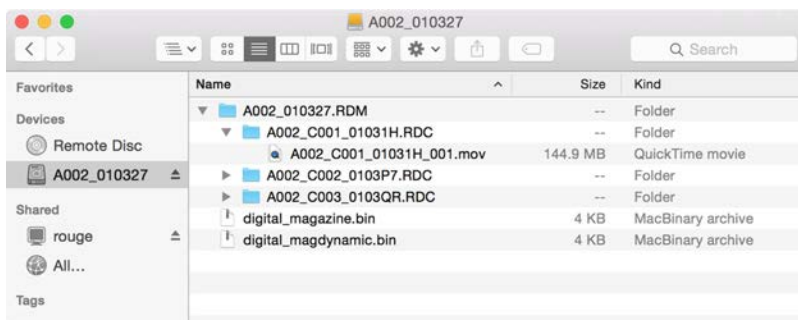 A002_010327
Search
Favorites
Devices
Remote Disc
A002_010327
Shared
rouge
All...
Tags
Name Size Kind
A002_010327.RDM -- Folder
A002_C001_01031H.RDC -- Folder
A002_C001_01031H_001.mov 144.9 MB QuickTime movie
A002_C002_0103P7.RDC -- Folder
A002_C003_0103QR.RDC -- Folder
digital_magazine.bin 4 KB MacBinary archive
digital_magdynamic.bin 4 KB MacBinary archive